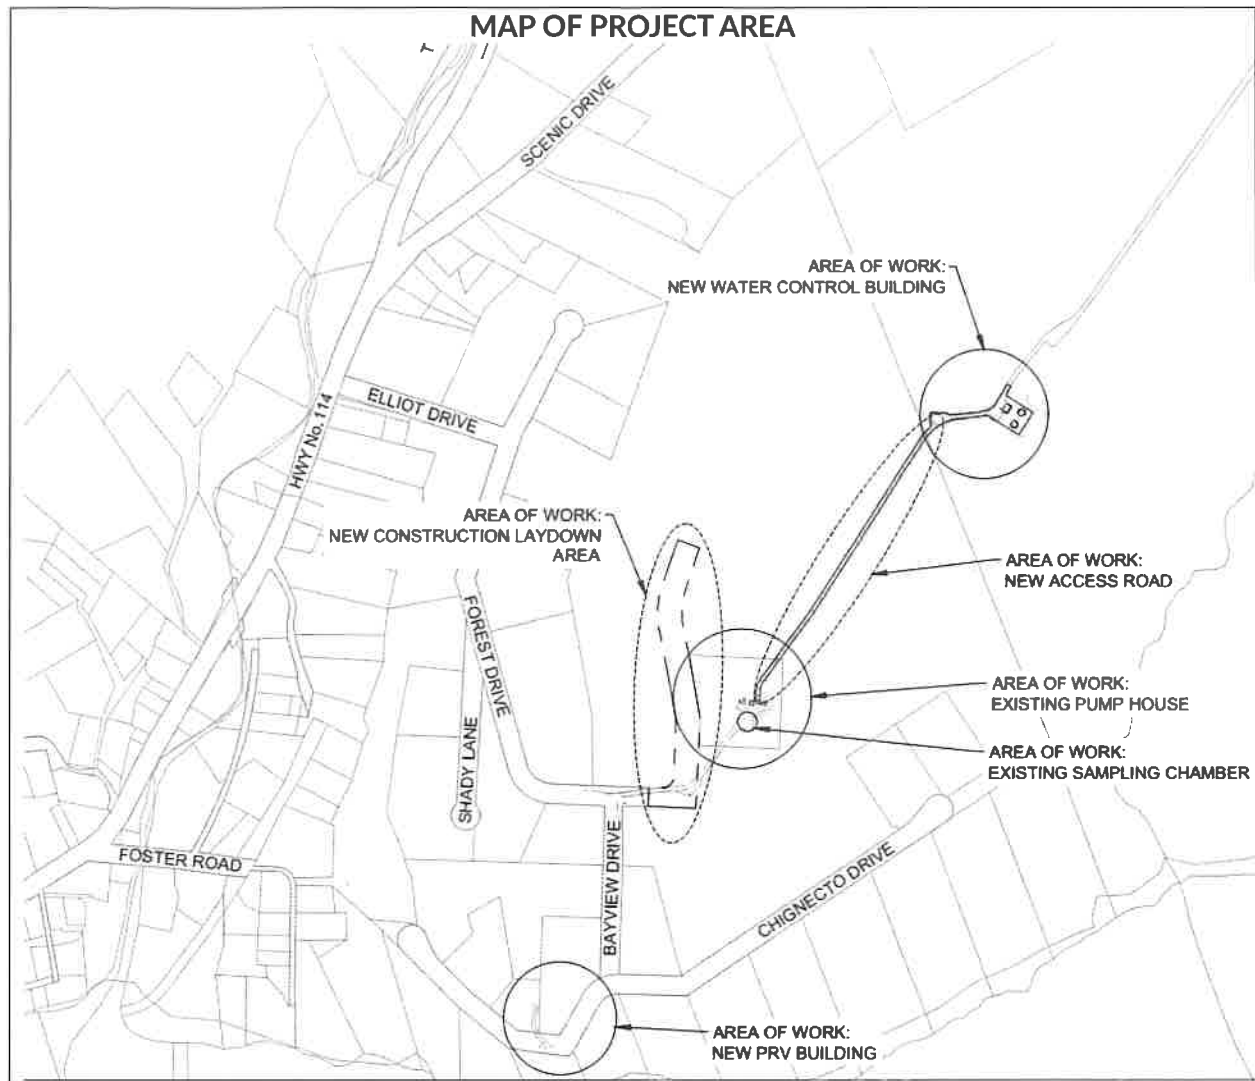 MAP OF PROJECT AREA
T
SCENIC DRIVE
AREA OF WORK:
NEW WATER CONTROL BUILDING
HWY No. 114
ELLIOT DRIVE
AREA OF WORK:
NEW CONSTRUCTION LAYDOWN
AREA
AREA OF WORK:
NEW ACCESS ROAD
FOREST DRIVE
SHADY LANE
AREA OF WORK:
EXISTING PUMP HOUSE
AREA OF WORK:
EXISTING SAMPLING CHAMBER
FOSTER ROAD
BAYVIEW DRIVE
CHIGNECTO DRIVE
AREA OF WORK:
NEW PRV BUILDING